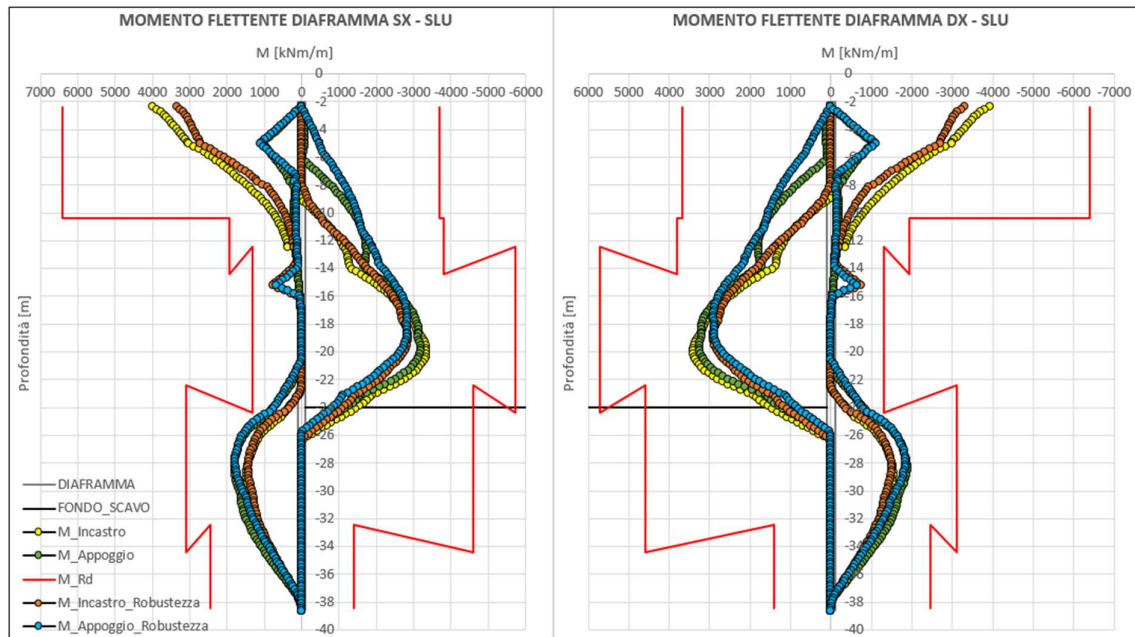 MOMENTO FLETTENTE DIAFRAMMA SX - SLU
M [kNm/m]
7000 6000 5000 4000 3000 2000 1000 0 -1000 -2000 -3000 -4000 -5000 -6000
0
-2
-4
-6
-8
-10
-12
-14
-16
-18
-20
-22
-24
-26
-28
-30
-32
-34
-36
-38
-40
Profondità [m]
DIAFRAMMA
FONDO_SCAVO
M_Incastro
M_Appoggio
M_Rd
M_Incastro_Robustezza
M_Appoggio_Robustezza
MOMENTO FLETTENTE DIAFRAMMA DX - SLU
M [kNm/m]
6000 5000 4000 3000 2000 1000 0 -1000 -2000 -3000 -4000 -5000 -6000 -7000
0
-2
-4
-6
-8
-10
-12
-14
-16
-18
-20
-22
-24
-26
-28
-30
-32
-34
-36
-38
-40
Profondità [m]